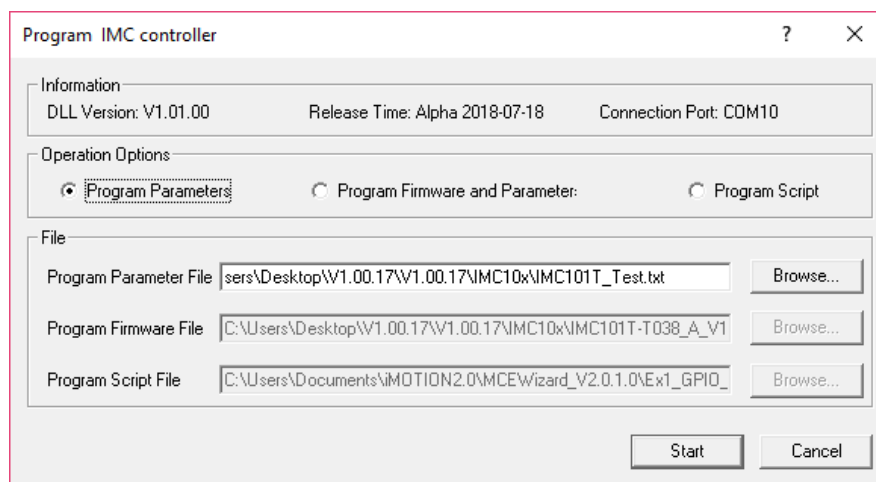 Program IMC controller ? X
Information
DLL Version: V1.01.00 Release Time: Alpha 2018-07-18 Connection Port: COM10
Operation Options
Program Parameters Program Firmware and Parameter: Program Script
File
Program Parameter File sers\Desktop\V1.00.17\V1.00.17\IMC10x\IMC101T_Test.txt Browse...
Program Firmware File C:\Users\Desktop\V1.00.17\V1.00.17\IMC10x\IMC101T-T038_A_V1 Browse...
Program Script File C:\Users\Documents\iMOTION2.0\MCEWizard_V2.0.1.0\Ex1_GPIO_ Browse...
Start Cancel